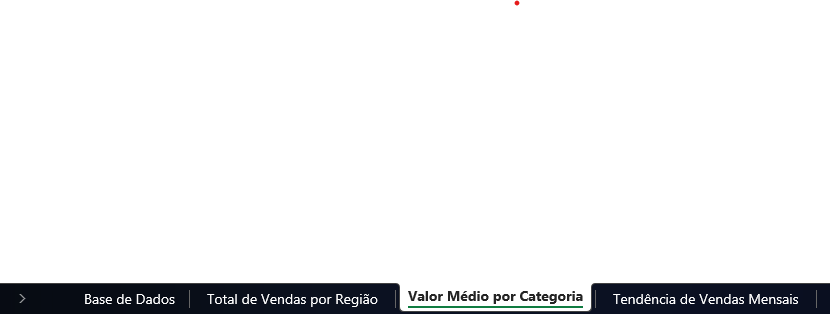 Base de Dados
Total de Vendas por Região
Valor Médio por Categoria
Tendência de Vendas Mensais